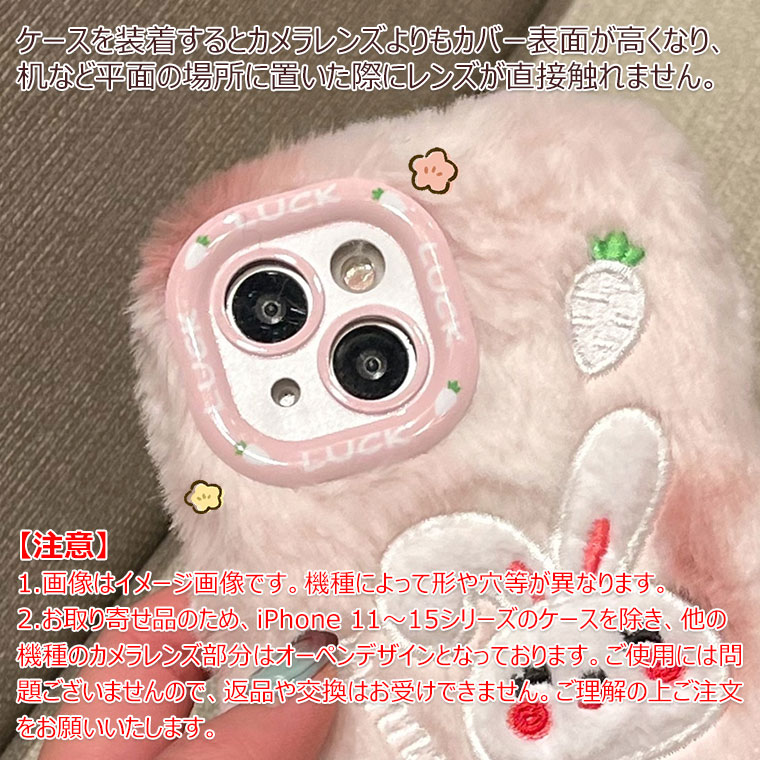 ケースを装着するとカメラレンズよりもカバー表面が高くなり、
机など平面の場所に置いた際にレンズが直接触れません。
LUCK
LUCK
LUCK
LUCK
【注意】
1.画像はイメージ画像です。機種によって形や穴等が異なります。
2.お取り寄せ品のため、iPhone 11～15シリーズのケースを除き、他の
機種のカメラレンズ部分はオーペンデザインとなっております。ご使用には問
題ございませんので、返品や交換はお受けできません。ご理解の上ご注文
をお願いいたします。